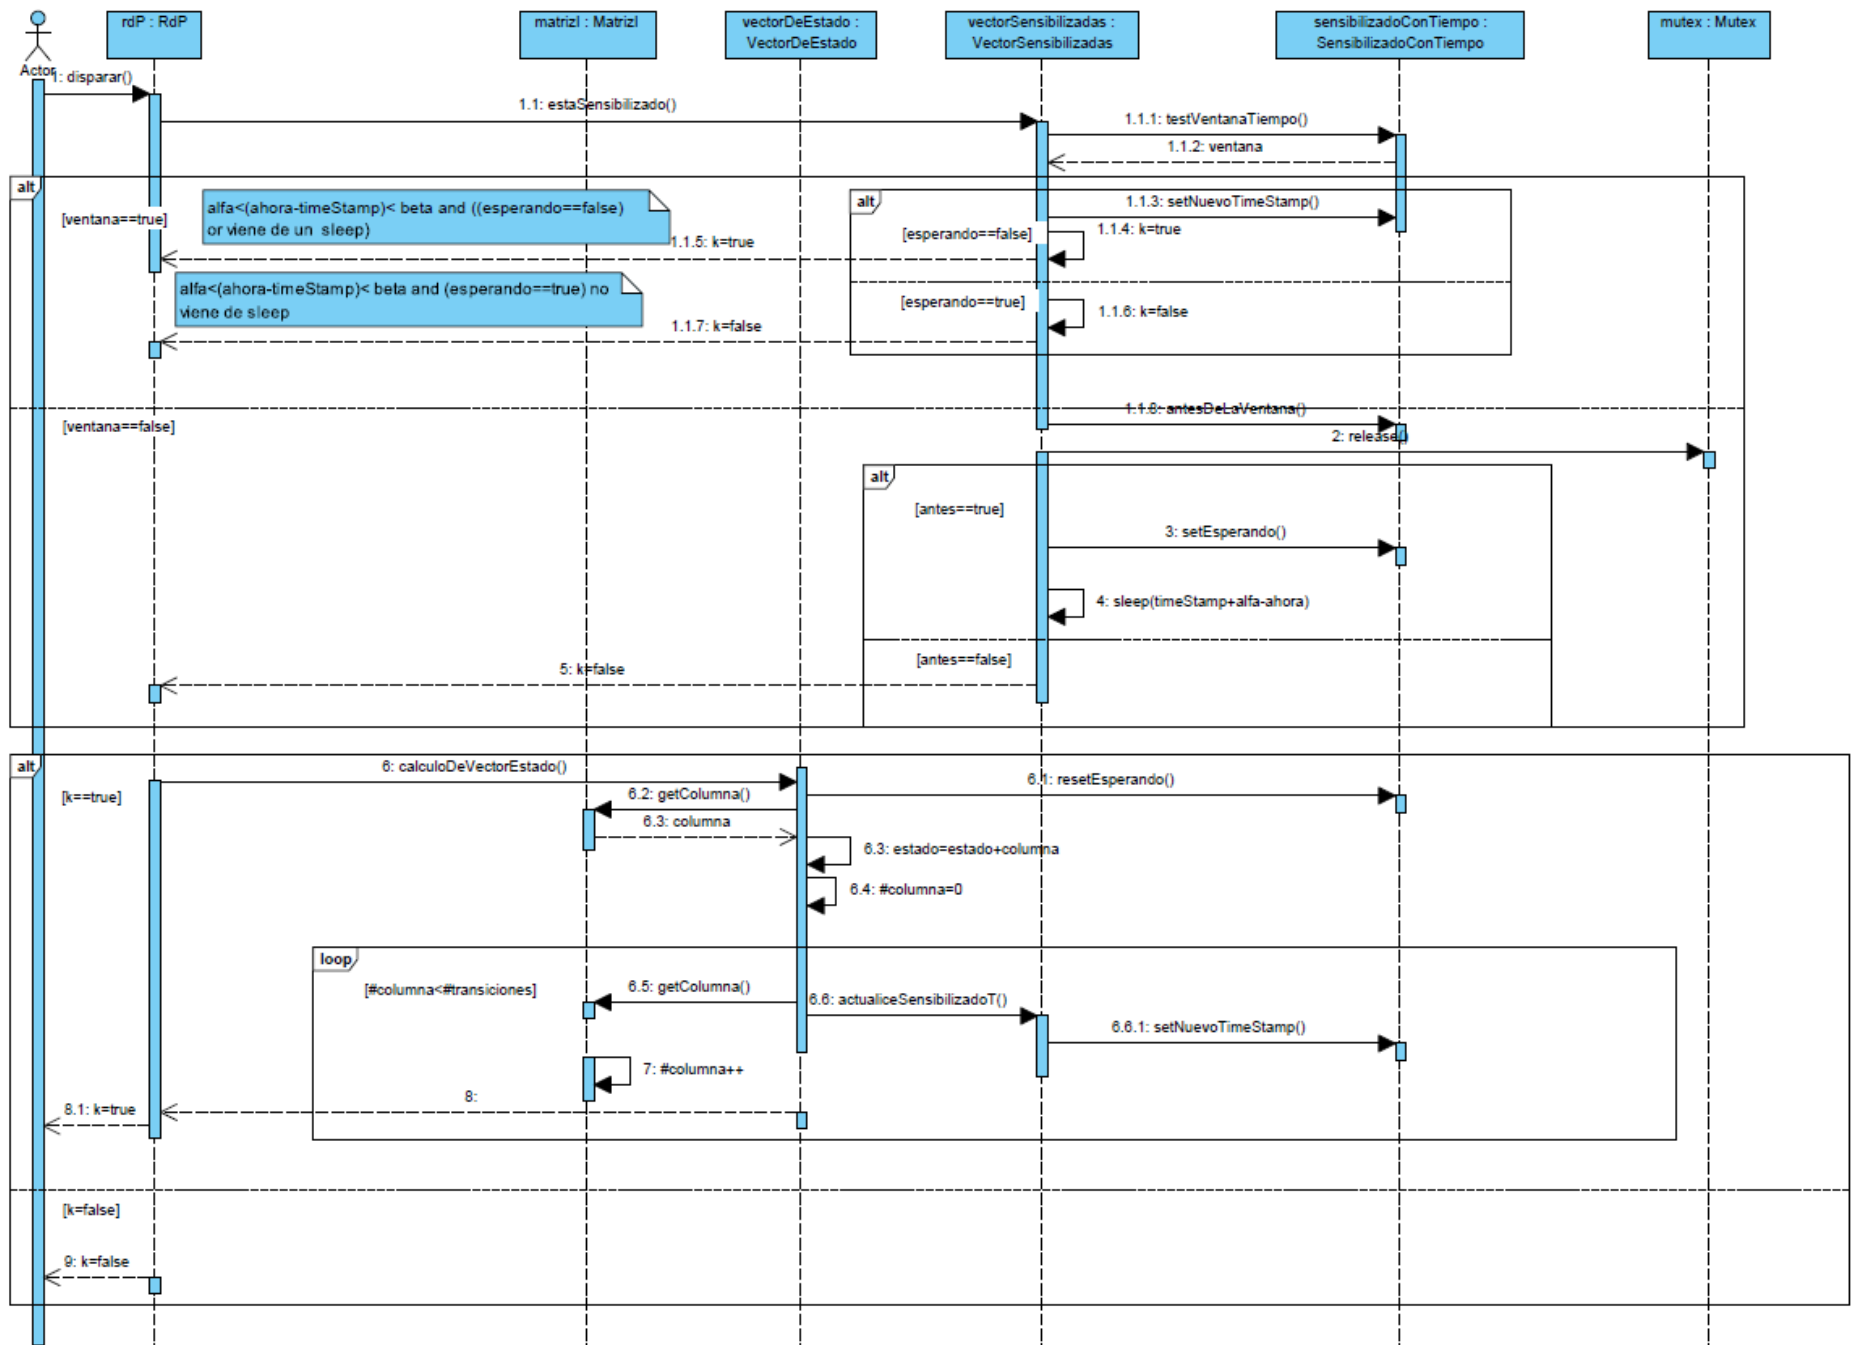 rdP : RdP
matrizI : MatrizI
vectorDeEstado :
VectorDeEstado
vectorSensibilizadas :
VectorSensibilizadas
sensibilizadoConTiempo :
SensibilizadoConTiempo
mutex : Mutex
Actor
1: disparar()
1.1: estaSensibilizado()
1.1.1: testVentanaTiempo()
1.1.2: ventana
alt
[ventana==true]
alfa<(ahora-timeStamp)< beta and ((esperando==false)
or viene de un sleep)
alt
1.1.3: setNuevoTimeStamp()
[esperando==false]
1.1.4: k=true
1.1.5: k=true
alfa<(ahora-timeStamp)< beta and (esperando==true) no
viene de sleep
[esperando==true]
1.1.6: k=false
1.1.7: k=false
1.1.8: antesDeLaVentana()
[ventana==false]
2: release()
alt
[antes==true]
3: setEsperando()
4: sleep(timeStamp+alfa-ahora)
[antes==false]
5: k=false
alt
6: calculoDeVectorEstado()
6.1: resetEsperando()
[k==true]
6.2: getColumna()
6.3: columna
6.3: estado=estado+columna
6.4: #columna=0
loop
[#columna<#transiciones]
6.5: getColumna()
6.6: actualiceSensibilizadoT()
6.6.1: setNuevoTimeStamp()
7: #columna++
8:
8.1: k=true
[k=false]
9: k=false